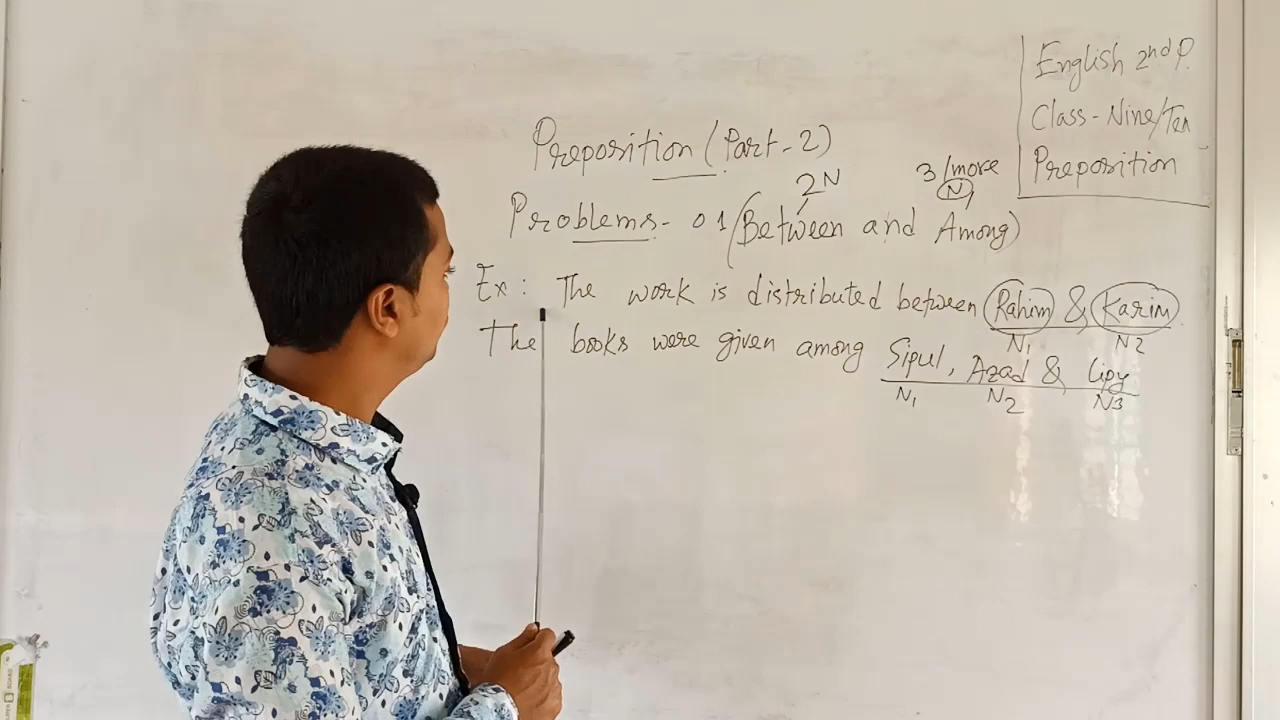 English 2nd P.
Class-Nine/Ten
Preposition
Preposition (Part-2)
2N
3/more
N
Problems-01 (Between and Among)
Ex: The work is distributed between Rahim & Karim
N1 N2
The books were given among Sipul, Azad & Lipy
N1 N2 N3